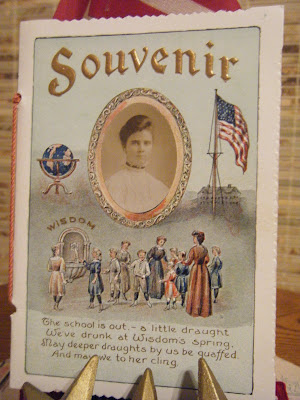 Souvenir
WISDOM
The school is out,- a little draught
We've drunk at Wisdom's spring,
May deeper draughts by us be quaffed
And may we to her cling.